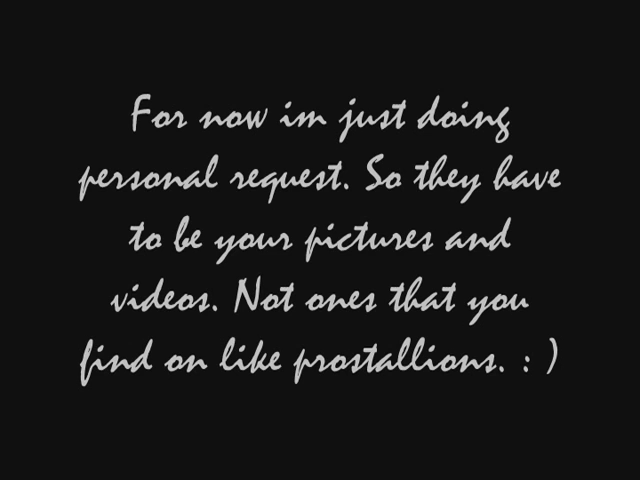 For now im just doing
personal request. So they have
to be your pictures and
videos. Not ones that you
find on like prostallions. : )